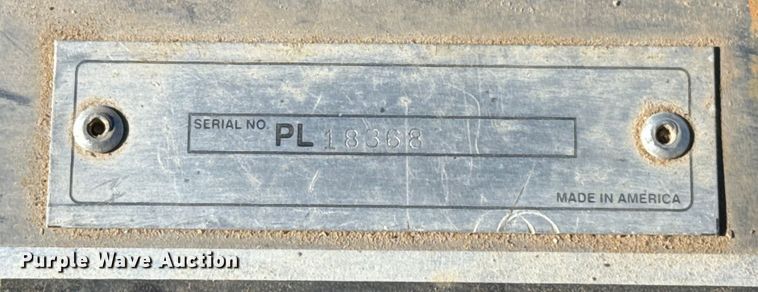 SERIAL NO. PL 18368
MADE IN AMERICA
Purple Wave Auction